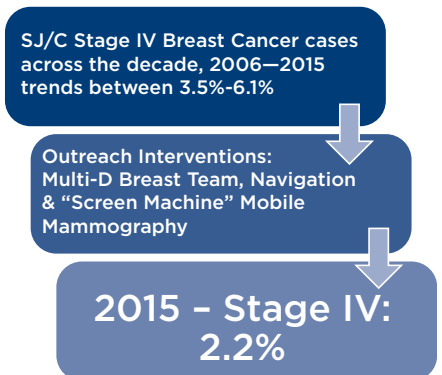 SJ/C Stage IV Breast Cancer cases
across the decade, 2006—2015
trends between 3.5%-6.1%
Outreach Interventions:
Multi-D Breast Team, Navigation
& “Screen Machine” Mobile
Mammography
2015 – Stage IV:
2.2%